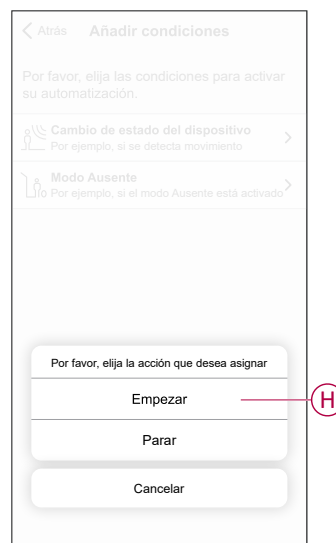 Atrás Añadir condiciones
Por favor, elija las condiciones para activar
su automatización.
Cambio de estado del dispositivo
Por ejemplo, si se detecta movimiento
Modo Ausente
Por ejemplo, si el modo Ausente está activado
Por favor, elija la acción que desea asignar
Empezar
H
Parar
Cancelar